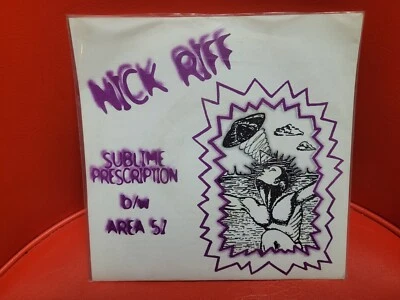 NICK RIFF
SUBLIME
PRESCRIPTION
b/w
AREA 51